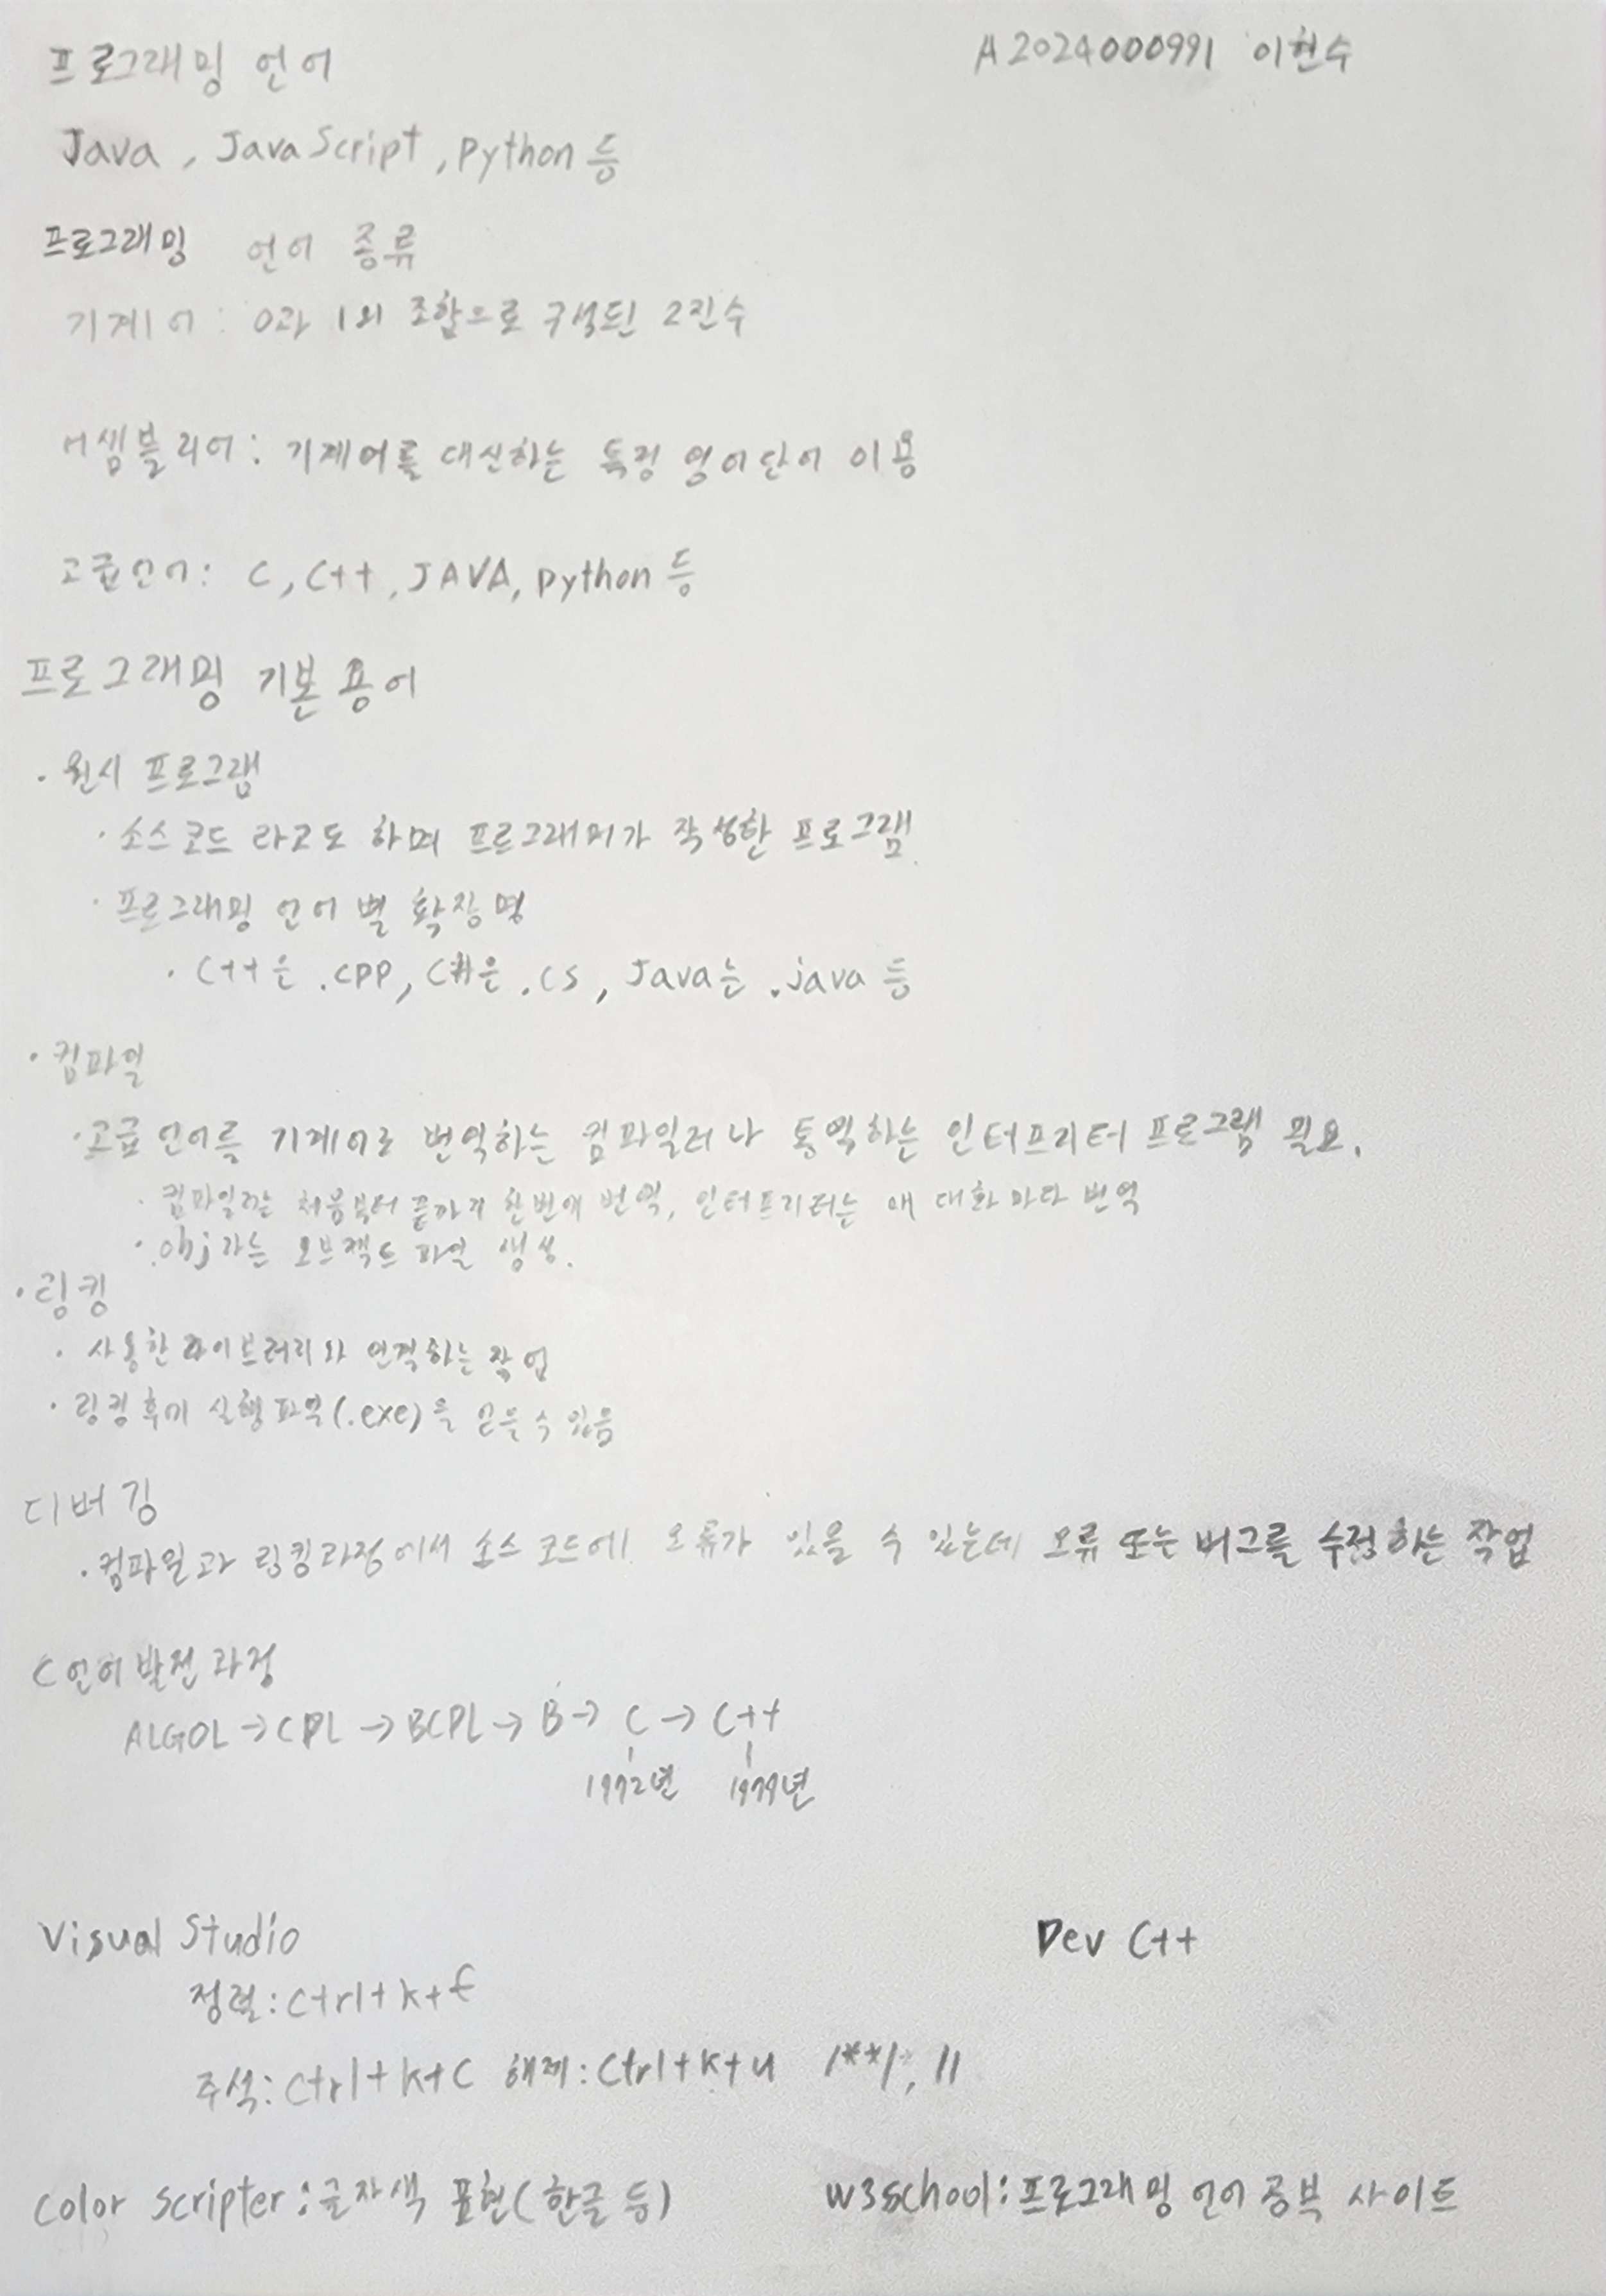 프로그래밍 언어
A2024000991 이현수
Java, JavaScript, python 등
프로그래밍 언어 종류
기계어 : 0과 1의 조합으로 구성된 2진수
어셈블리어 : 기계어를 대신하는 특정 영어단어 이용
고급언어 : C, C++, JAVA, python 등
프로그래밍 기본 용어
· 원시 프로그램
· 소스코드 라고도 하며 프로그래머가 작성한 프로그램.
· 프로그래밍 언어 별 확장명
· C++은 .cpp, C#은 .cs, Java는 .java 등
· 컴파일
· 고급언어를 기계어로 번역하는 컴파일러나 통역하는 인터프리터 프로그램 필요.
· 컴파일러는 처음부터 끝까지 한번에 번역, 인터프리터는 매 대화마다 번역
· .obj라는 오브젝트 파일 생성.
· 링킹
· 사용한 라이브러리와 연결하는 작업
· 링킹후에 실행파일(.exe)을 얻을 수 있음
디버깅
· 컴파일과 링킹과정에서 소스 코드에 오류가 있을 수 있는데 오류 또는 버그를 수정하는 작업
C언어 발전 과정
ALGOL → CPL → BCPL → B → C → C++
1972년 1979년
Visual Studio
Dev C++
정렬 : Ctrl+k+f
주석 : Ctrl+k+C 해제 : Ctrl+k+u /**/, //
Color scripter : 글자색 표현(한글 등)
w3school : 프로그래밍 언어 공부 사이트